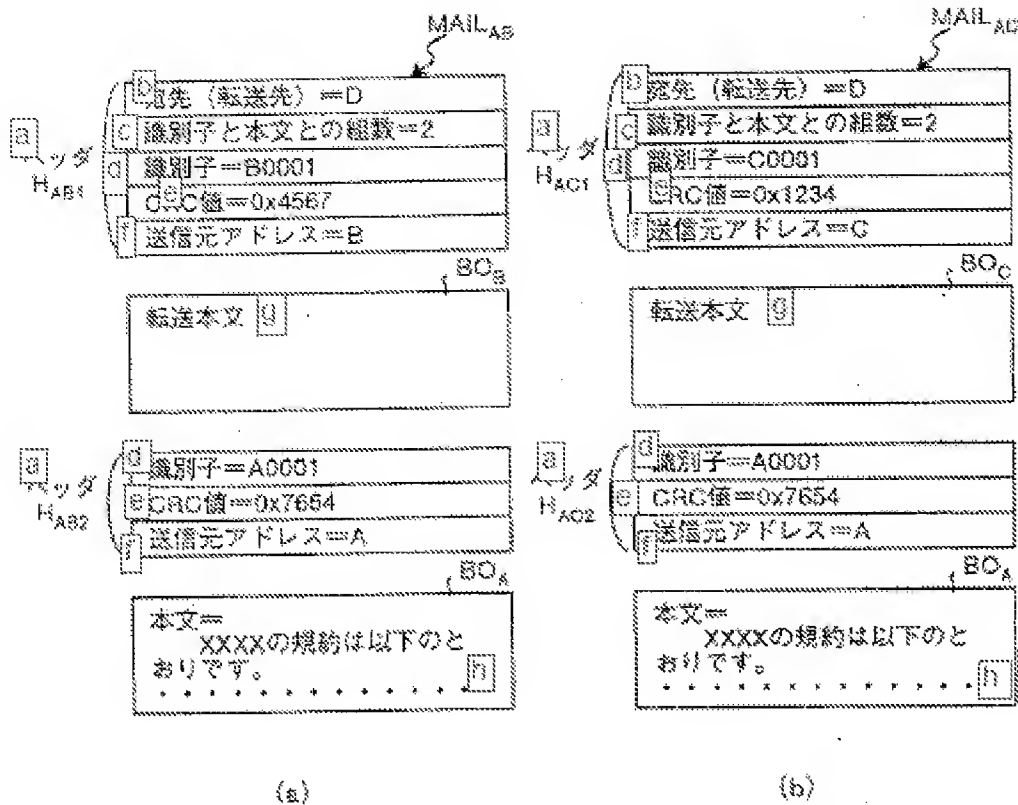 MAIL_AB
b
宛先（転送先）＝D
a
c
識別子と本文との組数＝2
ヘッダ
H_AB1
d
識別子＝B0001
e
CRC値＝0x4567
f
送信元アドレス＝B
BO_B
転送本文 g
a
ヘッダ
H_AB2
d
識別子＝A0001
e
CRC値＝0x7654
f
送信元アドレス＝A
BO_A
本文＝
XXXXの規約は以下のと
おりです。
h
(a)
MAIL_AC
b
宛先（転送先）＝D
a
c
識別子と本文との組数＝2
ヘッダ
H_AC1
d
識別子＝C0001
e
CRC値＝0x1234
f
送信元アドレス＝C
BO_C
転送本文 g
a
ヘッダ
H_AC2
d
識別子＝A0001
e
CRC値＝0x7654
f
送信元アドレス＝A
BO_A
本文＝
XXXXの規約は以下のと
おりです。
h
(b)